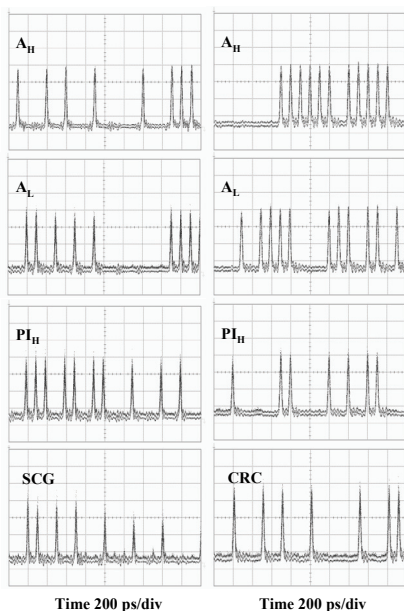 A_H
A_H
A_L
A_L
PI_H
PI_H
SCG
CRC
Time 200 ps/div
Time 200 ps/div